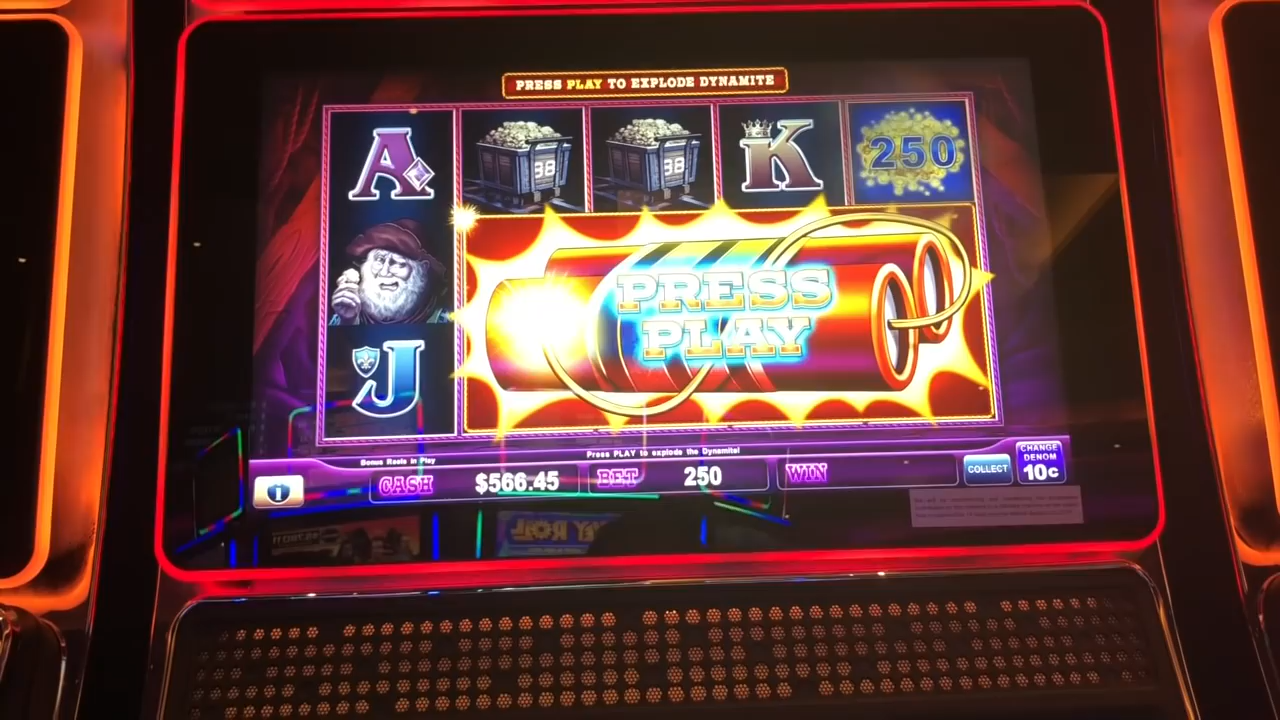 PRESS PLAY TO EXPLODE DYNAMITE
A
38
38
K
250
PRESS
PLAY
J
Bonus Reels in Play
Press PLAY to explode the Dynamite!
CASH $566.45
BET 250
WIN
COLLECT
CHANGE
DENOM
10c